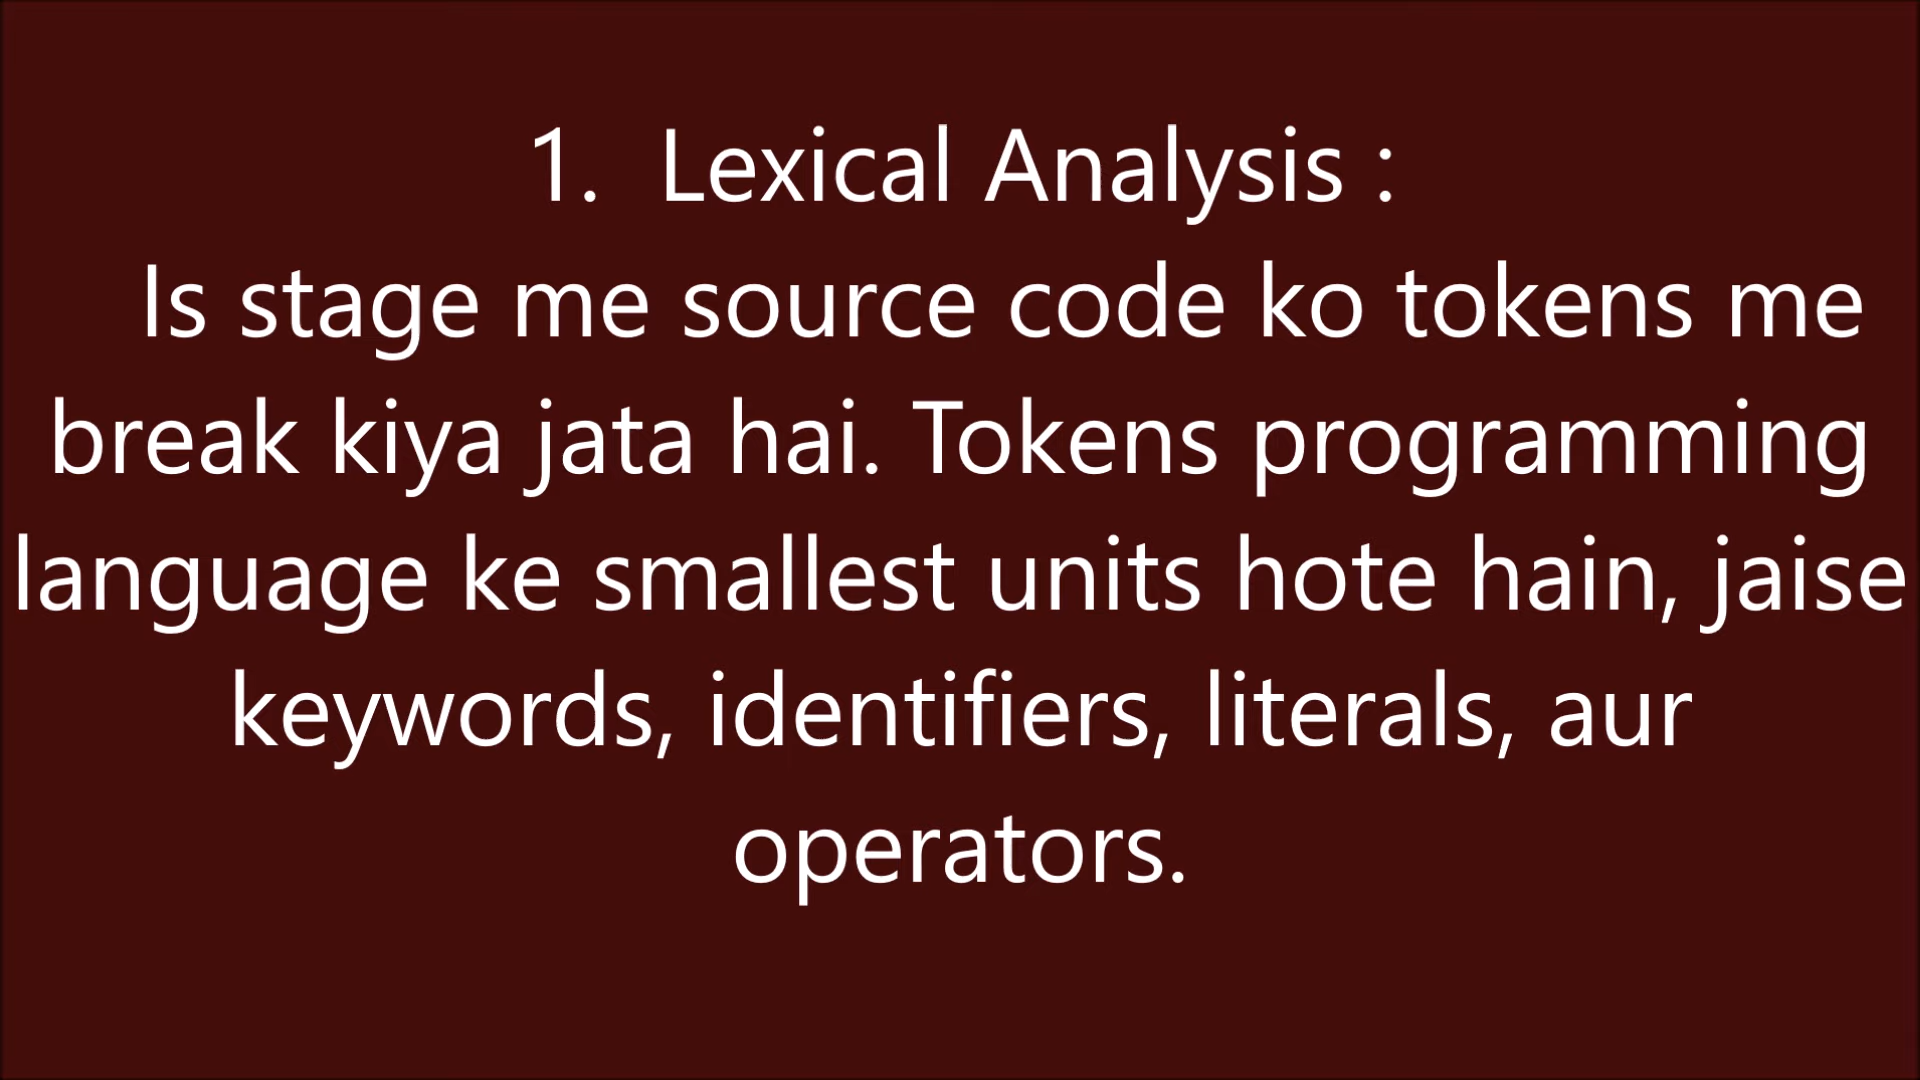 1. Lexical Analysis :
Is stage me source code ko tokens me
break kiya jata hai. Tokens programming
language ke smallest units hote hain, jaise
keywords, identifiers, literals, aur
operators.